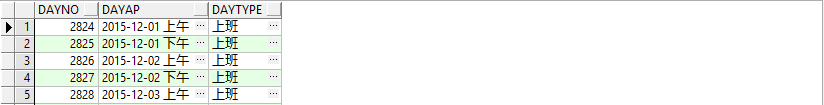 DAYNO DAYAP DAYTYPE
1 2824 2015-12-01 上午 ··· 上班 ···
2 2825 2015-12-01 下午 ··· 上班 ···
3 2826 2015-12-02 上午 ··· 上班 ···
4 2827 2015-12-02 下午 ··· 上班 ···
5 2828 2015-12-03 上午 ··· 上班 ···